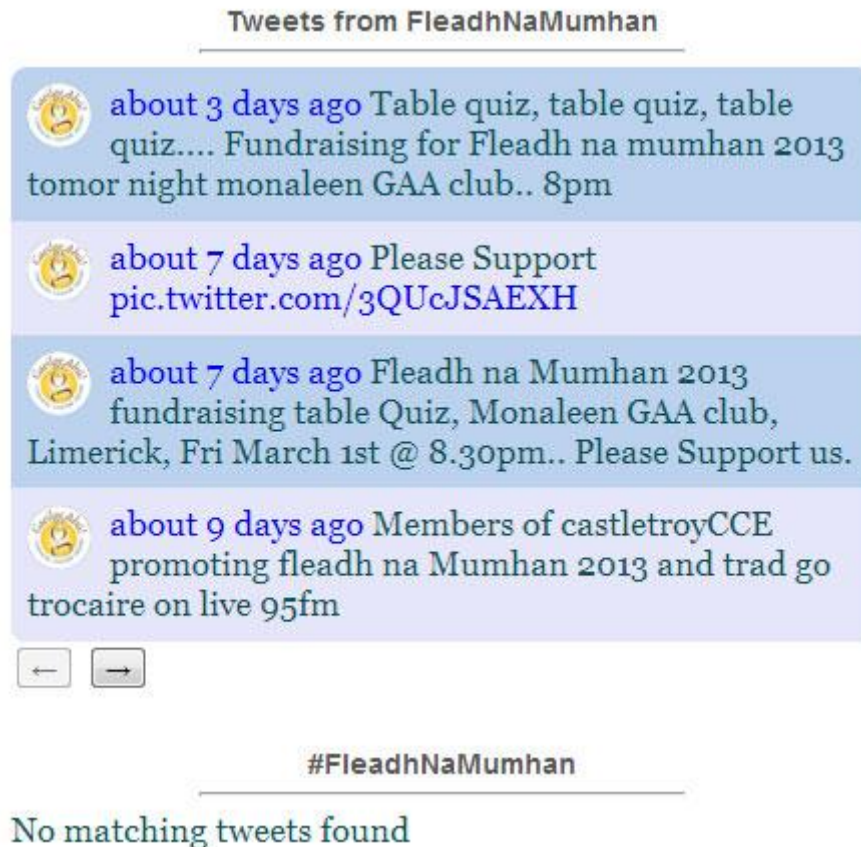 Tweets from FleadhNaMumhan
about 3 days ago Table quiz, table quiz, table
quiz.... Fundraising for Fleadh na mumhan 2013
tomor night monaleen GAA club.. 8pm
about 7 days ago Please Support
pic.twitter.com/3QUcJSAEXH
about 7 days ago Fleadh na Mumhan 2013
fundraising table Quiz, Monaleen GAA club,
Limerick, Fri March 1st @ 8.30pm.. Please Support us.
about 9 days ago Members of castletroyCCE
promoting fleadh na Mumhan 2013 and trad go
trocaire on live 95fm
← →
#FleadhNaMumhan
No matching tweets found